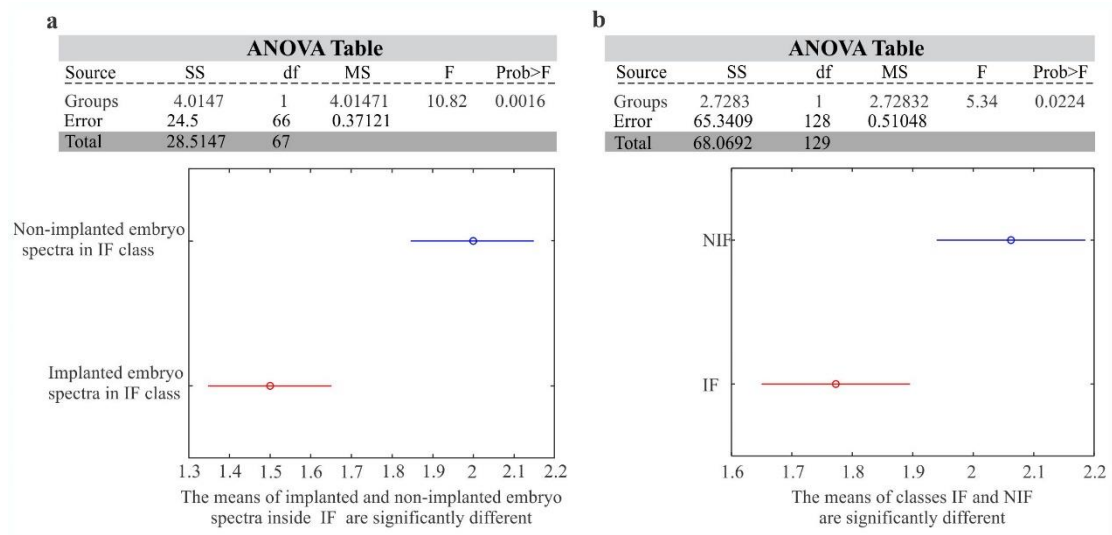 a
ANOVA Table
Source SS df MS F Prob>F
Groups 4.0147 1 4.01471 10.82 0.0016
Error 24.5 66 0.37121
Total 28.5147 67
Non-implanted embryo
spectra in IF class
Implanted embryo
spectra in IF class
1.3 1.4 1.5 1.6 1.7 1.8 1.9 2 2.1 2.2
The means of implanted and non-implanted embryo
spectra inside IF are significantly different
b
ANOVA Table
Source SS df MS F Prob>F
Groups 2.7283 1 2.72832 5.34 0.0224
Error 65.3409 128 0.51048
Total 68.0692 129
NIF
IF
1.6 1.7 1.8 1.9 2 2.1 2.2
The means of classes IF and NIF
are significantly different